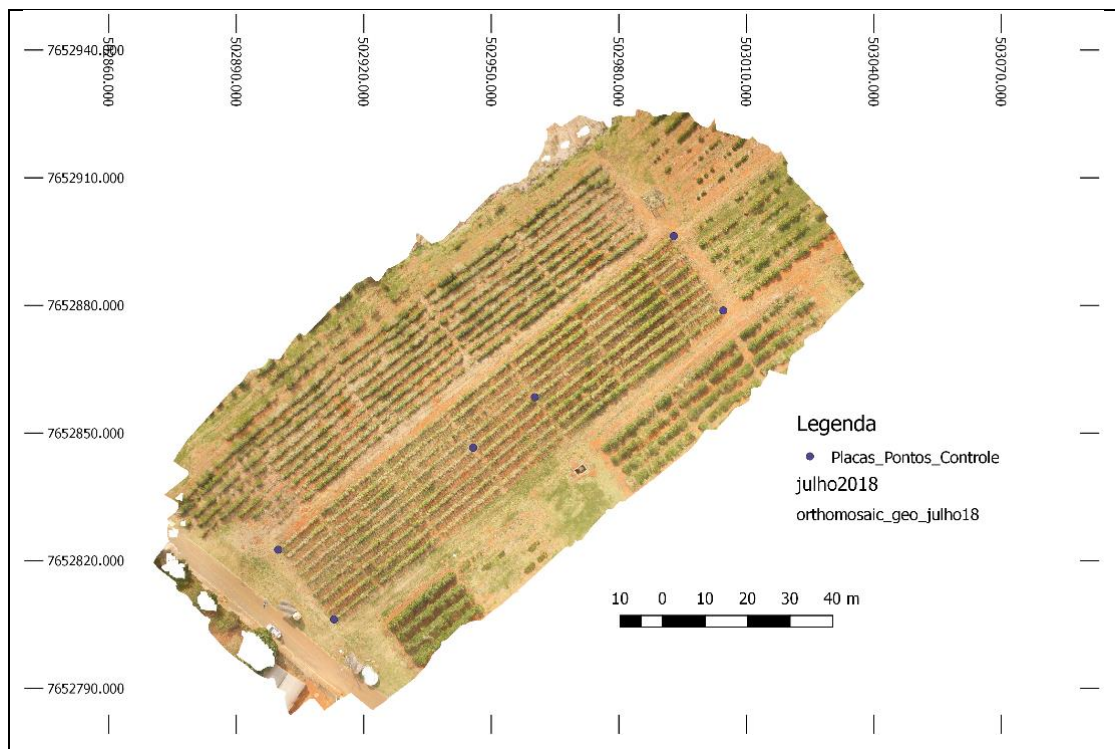 502860.000
502890.000
502920.000
502950.000
502980.000
503010.000
503040.000
503070.000
7652940.000
7652910.000
7652880.000
7652850.000
7652820.000
7652790.000
Legenda
Placas_Pontos_Controle
julho2018
orthomosaic_geo_julho18
10 0 10 20 30 40 m